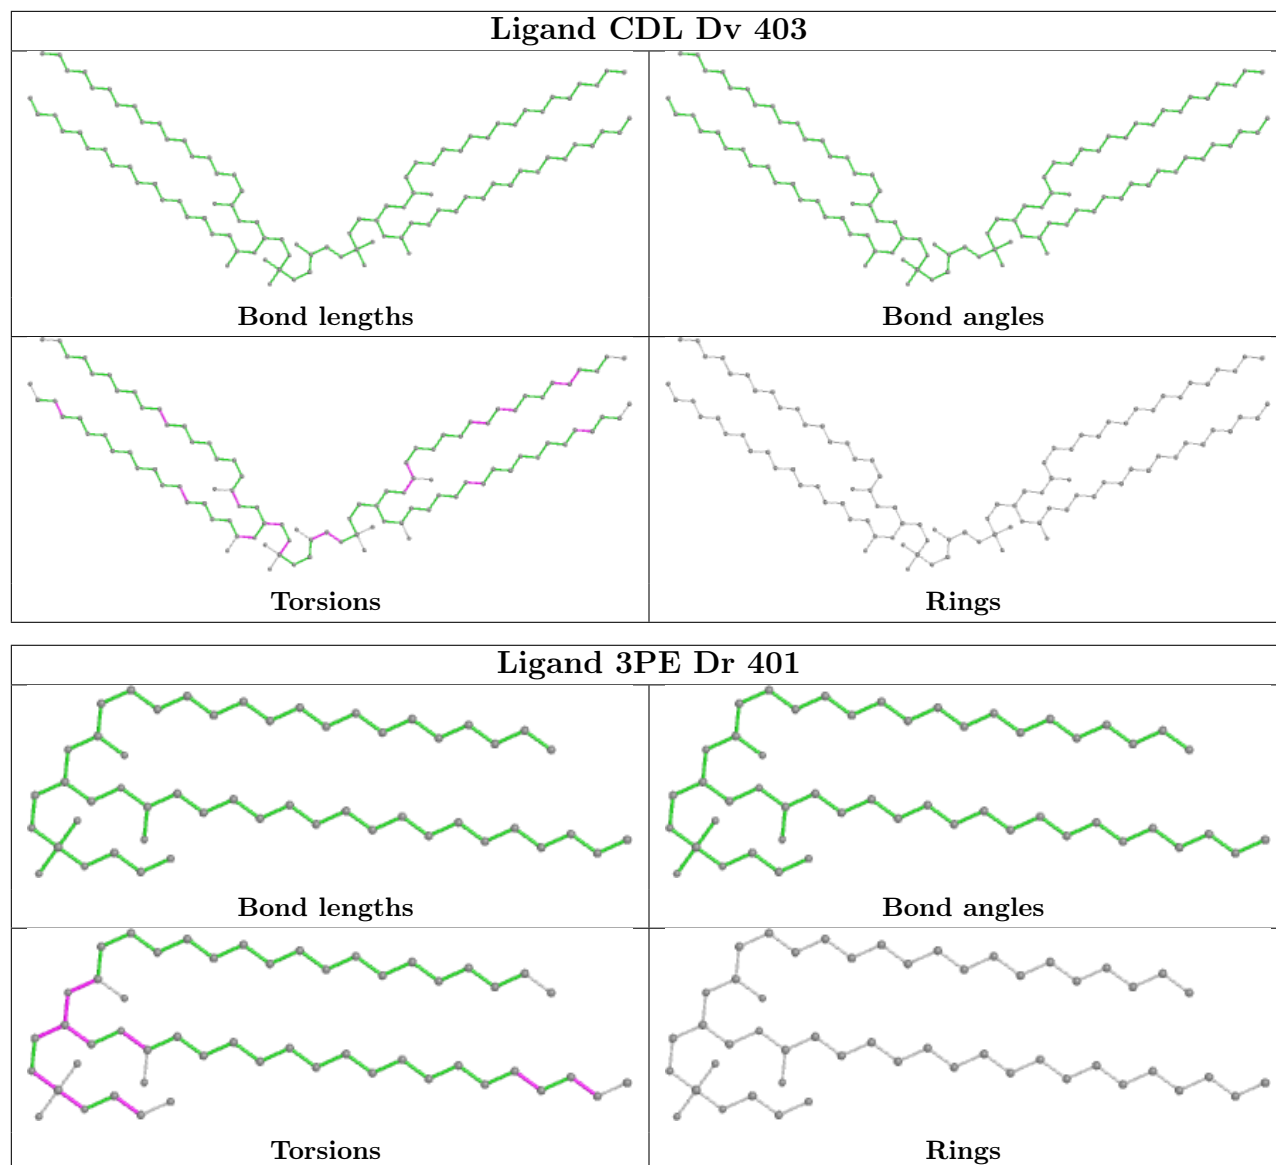 Ligand CDL Dv 403
Bond lengths
Bond angles
Torsions
Rings
Ligand 3PE Dr 401
Bond lengths
Bond angles
Torsions
Rings